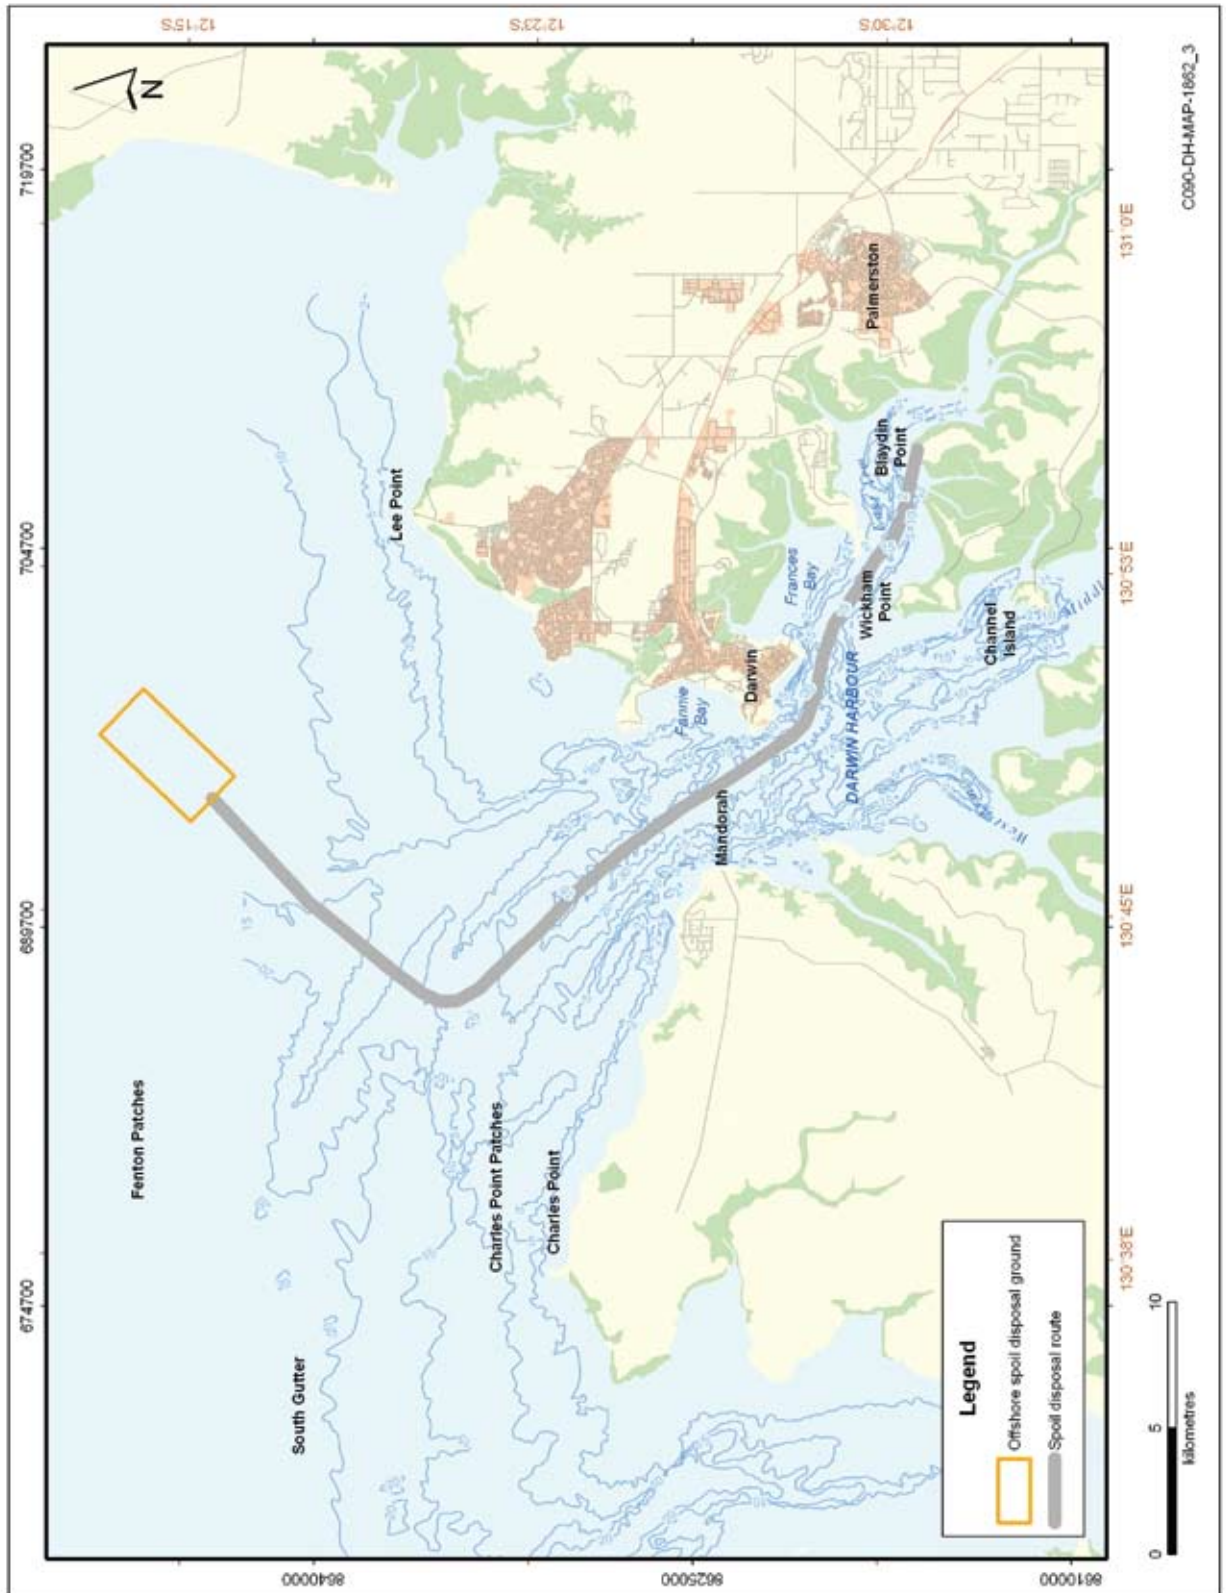 12°15'S
12°23'S
12°30'S
N
719700
704700
689700
674700
8640000
8625000
8610000
131°0'E
130°53'E
130°45'E
130°38'E
Fenton Patches
South Gutter
Charles Point Patches
Charles Point
Lee Point
Fannie
Bay
Darwin
Frances
Bay
Mandorah
DARWIN HARBOUR
Wickham
Point
Blaydin
Point
Palmerston
Channel
Island
West
Middl
Legend
Offshore spoil disposal ground
Spoil disposal route
0 5 10
kilometres
C090-DH-MAP-1862_3